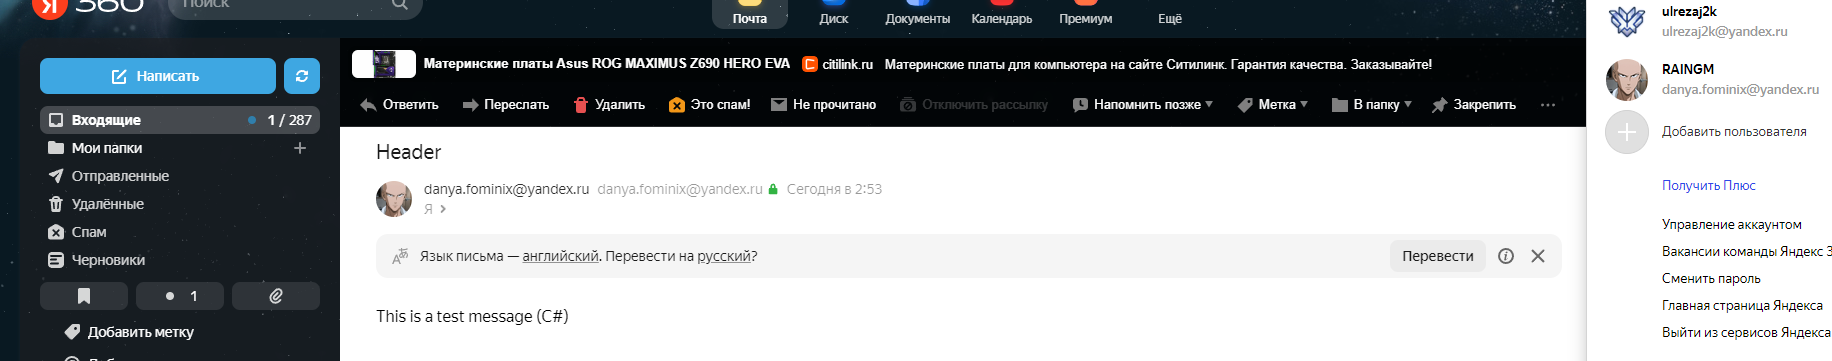 Я 360
Поиск
Почта
Диск
Документы
Календарь
Премиум
Ещё
Написать
Входящие 1 / 287
Мои папки
Отправленные
Удалённые
Спам
Черновики
1
Добавить метку
Материнские платы Asus ROG MAXIMUS Z690 HERO EVA citilink.ru Материнские платы для компьютера на сайте Ситилинк. Гарантия качества. Заказывайте!
Ответить Переслать Удалить Это спам! Не прочитано Отключить рассылку Напомнить позже Метка В папку Закрепить
Header
danya.fominix@yandex.ru danya.fominix@yandex.ru Сегодня в 2:53
Я
Язык письма — английский. Перевести на русский? Перевести
This is a test message (C#)
ulrezaj2k
ulrezaj2k@yandex.ru
RAINGM
danya.fominix@yandex.ru
Добавить пользователя
Получить Плюс
Управление аккаунтом
Вакансии команды Яндекс
Сменить пароль
Главная страница Яндекса
Выйти из сервисов Яндекса